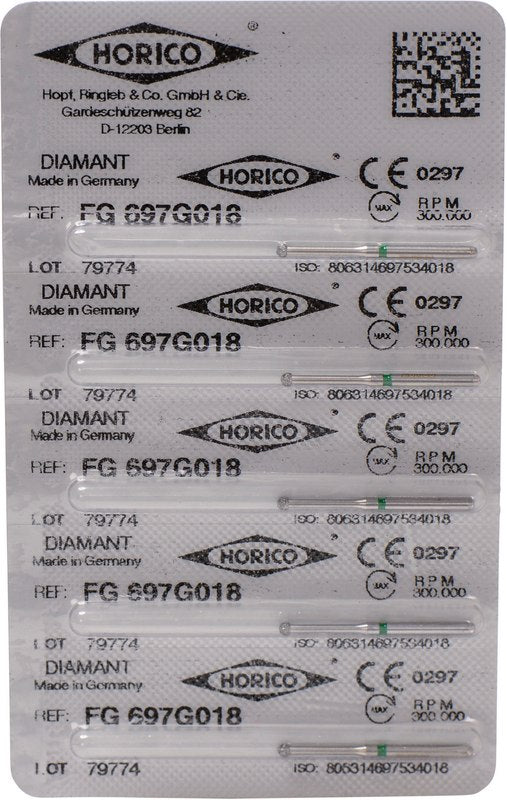 HORICO ®
Hopf, Ringleb & Co. GmbH & Cie.
Gardeschützenweg 82
D-12203 Berlin
DIAMANT HORICO ® CE 0297
Made in Germany
MAX RPM
REF: FG 697G018 300.000
LOT 79774 ISO: 806314697534018
DIAMANT HORICO ® CE 0297
Made in Germany
MAX RPM
REF: FG 697G018 300.000
LOT 79774 ISO: 806314697534018
DIAMANT HORICO ® CE 0297
Made in Germany
MAX RPM
REF: FG 697G018 300.000
LOT 79774 ISO: 806314697534018
DIAMANT HORICO ® CE 0297
Made in Germany
MAX RPM
REF: FG 697G018 300.000
LOT 79774 ISO: 806314697534018
DIAMANT HORICO ® CE 0297
Made in Germany
MAX RPM
REF: FG 697G018 300.000
LOT 79774 ISO: 806314697534018